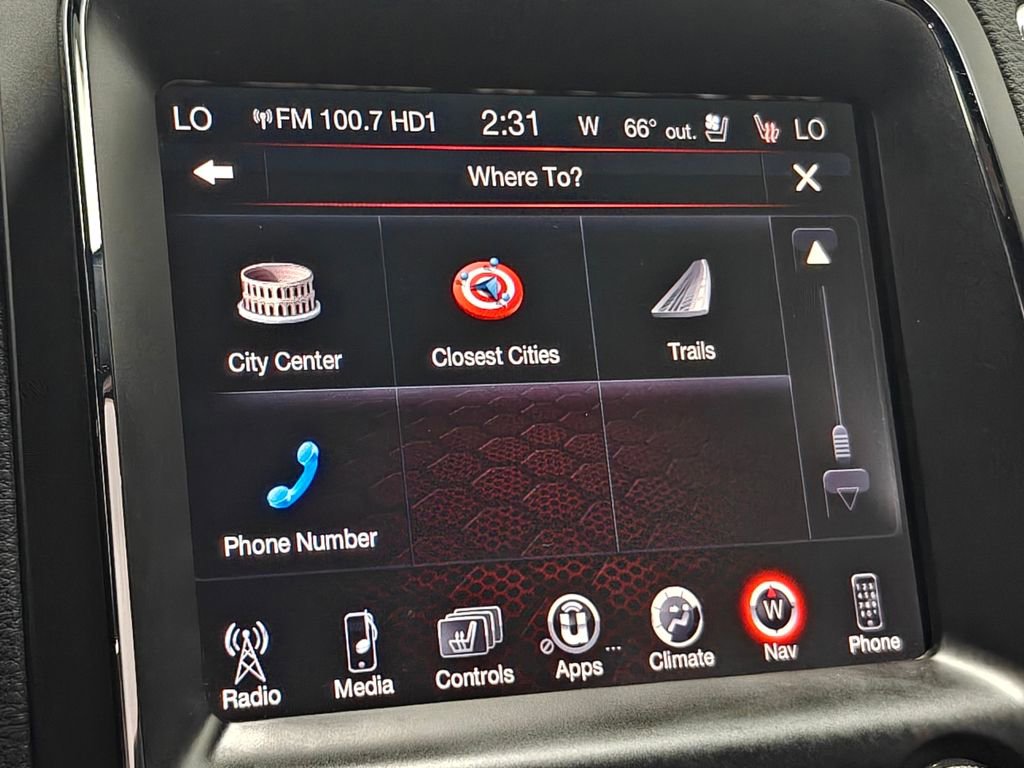 LO FM 100.7 HD1 2:31 W 66° out. LO
Where To?
City Center Closest Cities Trails
Phone Number
W
Radio Media Controls Apps ... Climate Nav Phone